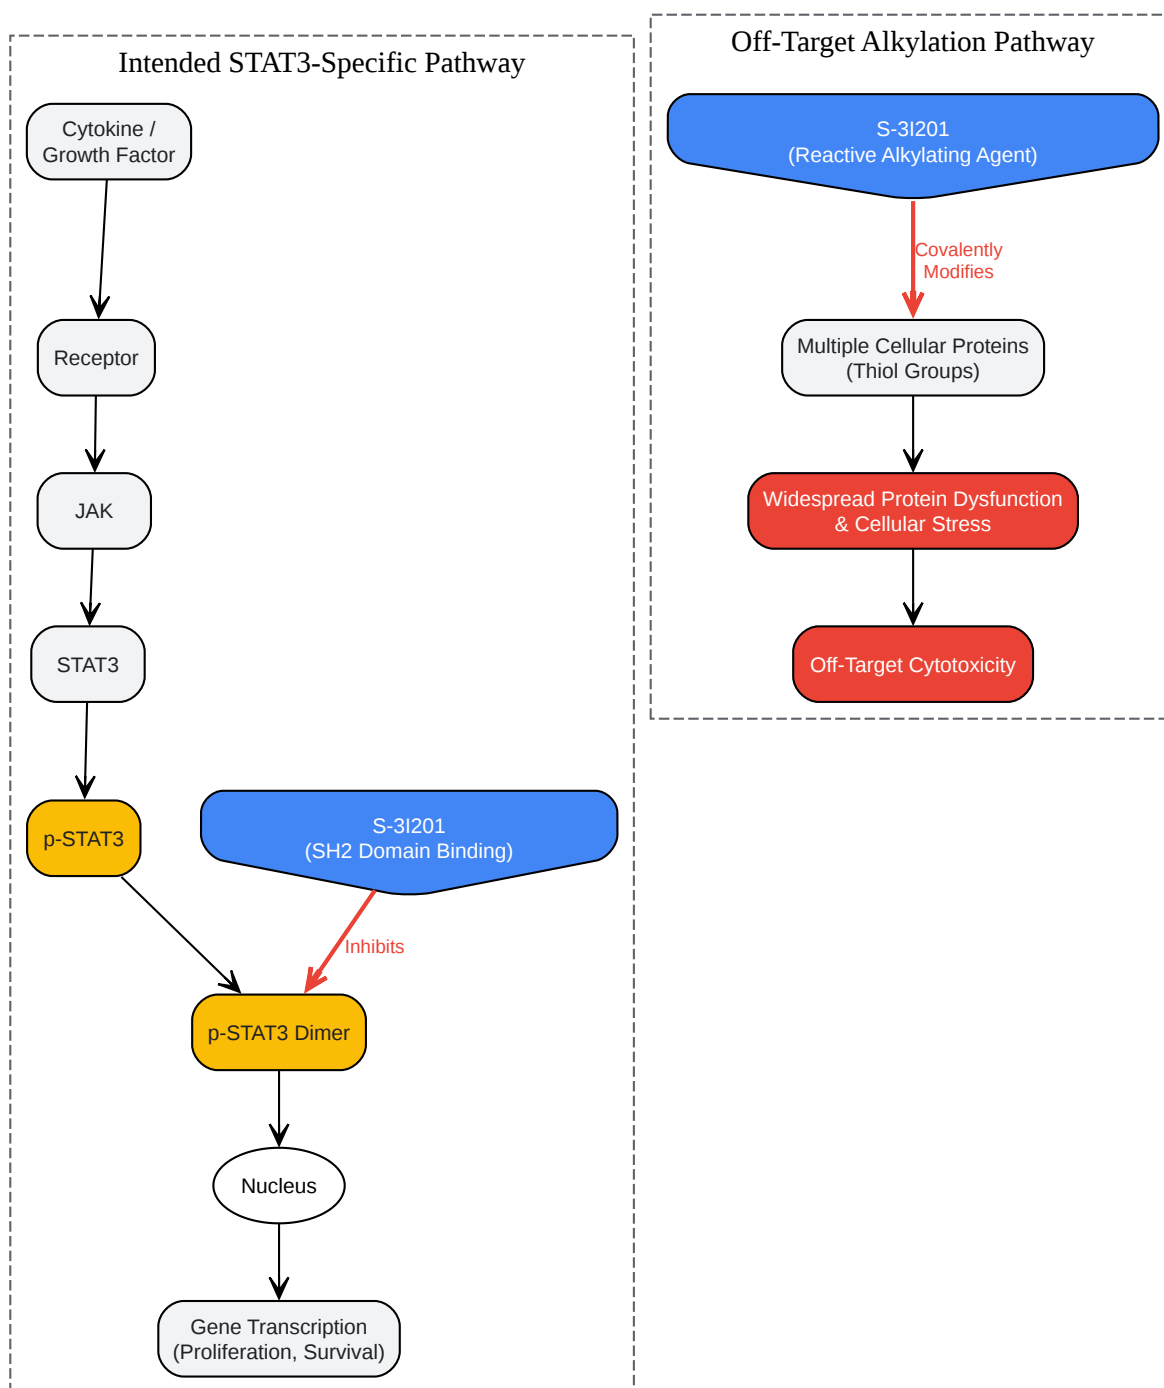 Intended STAT3-Specific Pathway
Cytokine /
Growth Factor
Receptor
JAK
STAT3
p-STAT3
S-3I201
(SH2 Domain Binding)
Inhibits
p-STAT3 Dimer
Nucleus
Gene Transcription
(Proliferation, Survival)
Off-Target Alkylation Pathway
S-3I201
(Reactive Alkylating Agent)
Covalently
Modifies
Multiple Cellular Proteins
(Thiol Groups)
Widespread Protein Dysfunction
& Cellular Stress
Off-Target Cytotoxicity